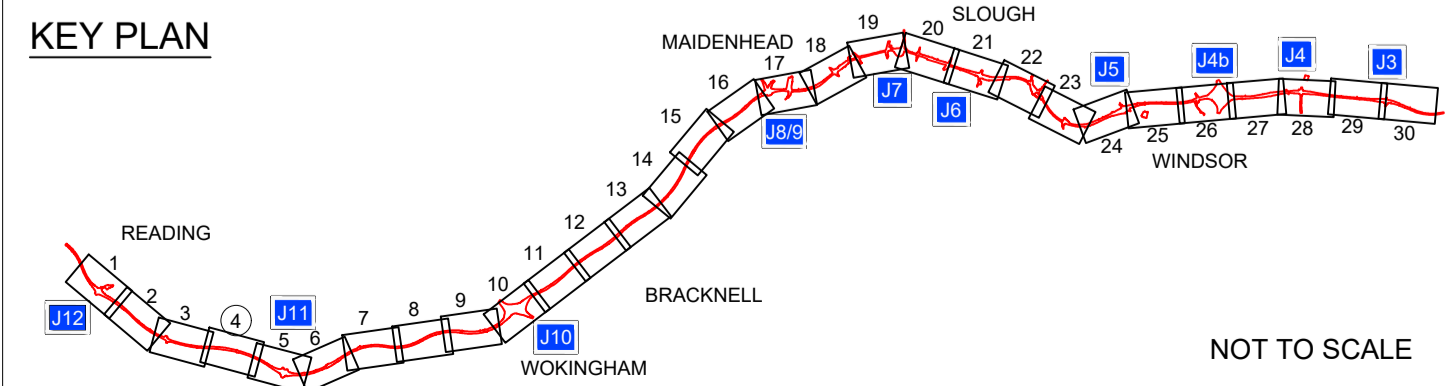 KEY PLAN
READING
1
2
3
4
5
6
7
8
9
10
11
12
13
14
15
16
17
18
19
20
21
22
23
24
25
26
27
28
29
30
J12
J11
J10
J8/9
J7
J6
J5
J4b
J4
J3
WOKINGHAM
BRACKNELL
MAIDENHEAD
SLOUGH
WINDSOR
NOT TO SCALE